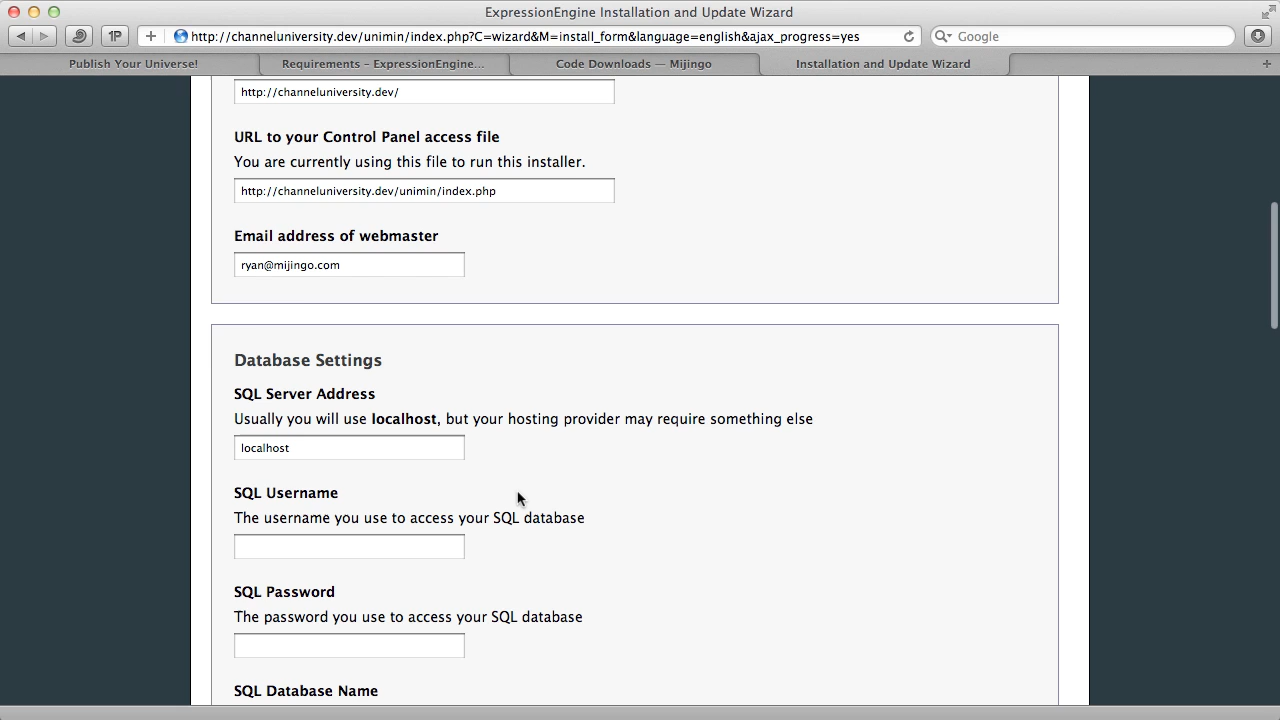 ExpressionEngine Installation and Update Wizard
1P
http://channeluniversity.dev/unimin/index.php?C=wizard&M=install_form&language=english&ajax_progress=yes
Google
Publish Your Universe!
Requirements – ExpressionEngine...
Code Downloads — Mijingo
Installation and Update Wizard
http://channeluniversity.dev/
URL to your Control Panel access file
You are currently using this file to run this installer.
http://channeluniversity.dev/unimin/index.php
Email address of webmaster
ryan@mijingo.com
Database Settings
SQL Server Address
Usually you will use localhost, but your hosting provider may require something else
localhost
SQL Username
The username you use to access your SQL database
SQL Password
The password you use to access your SQL database
SQL Database Name